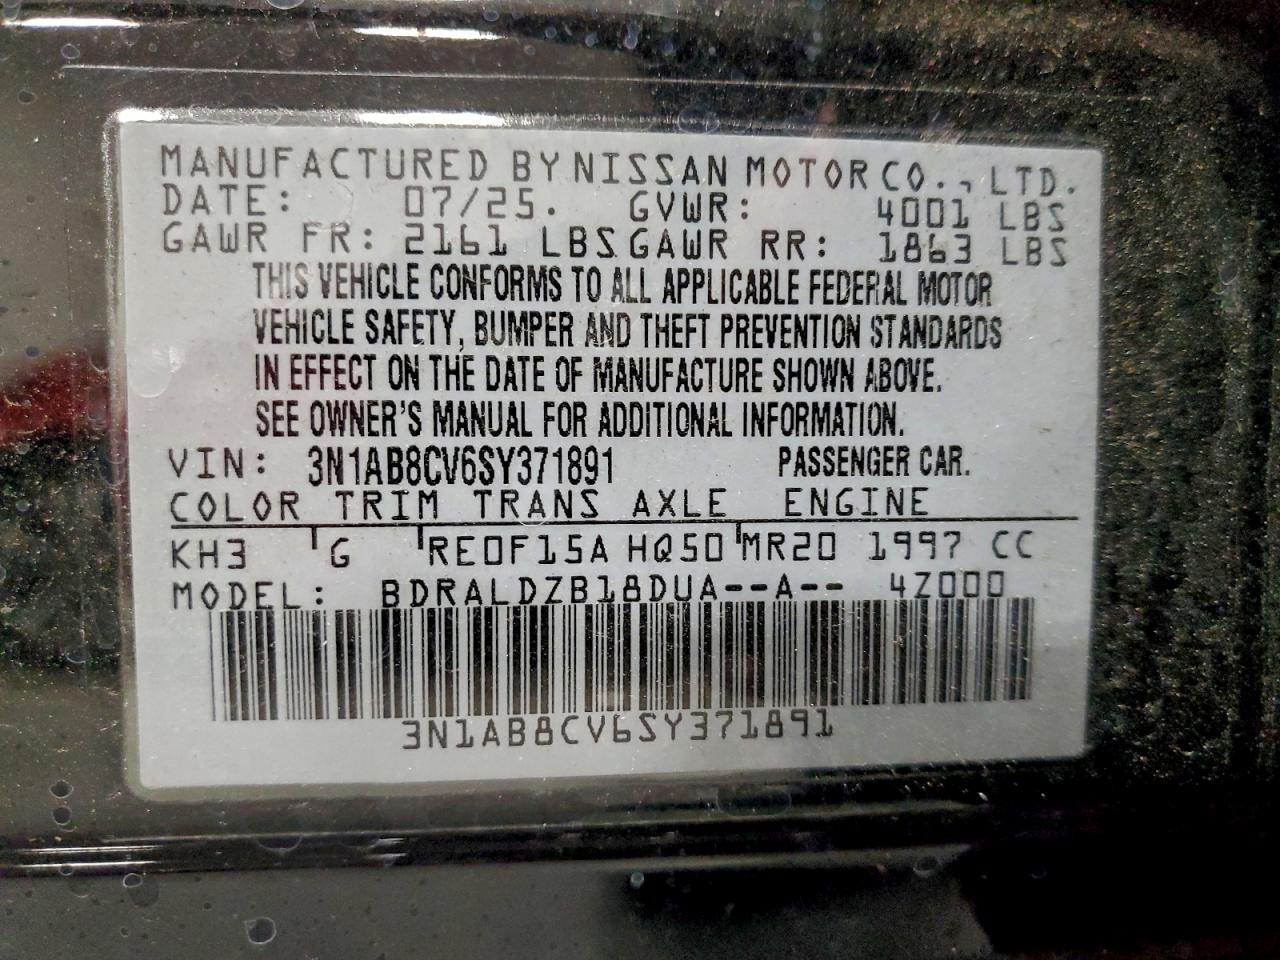 MANUFACTURED BY NISSAN MOTOR CO., LTD.
DATE: 07/25. GVWR: 4001 LBS
GAWR FR: 2161 LBS GAWR RR: 1863 LBS
THIS VEHICLE CONFORMS TO ALL APPLICABLE FEDERAL MOTOR
VEHICLE SAFETY, BUMPER AND THEFT PREVENTION STANDARDS
IN EFFECT ON THE DATE OF MANUFACTURE SHOWN ABOVE.
SEE OWNER'S MANUAL FOR ADDITIONAL INFORMATION.
VIN: 3N1AB8CV6SY371891 PASSENGER CAR.
COLOR TRIM TRANS AXLE ENGINE
KH3 G RE0F15A HQ50 MR20 1997 CC
MODEL: BDRALDZB18DUA--A-- 4Z000
3N1AB8CV6SY371891